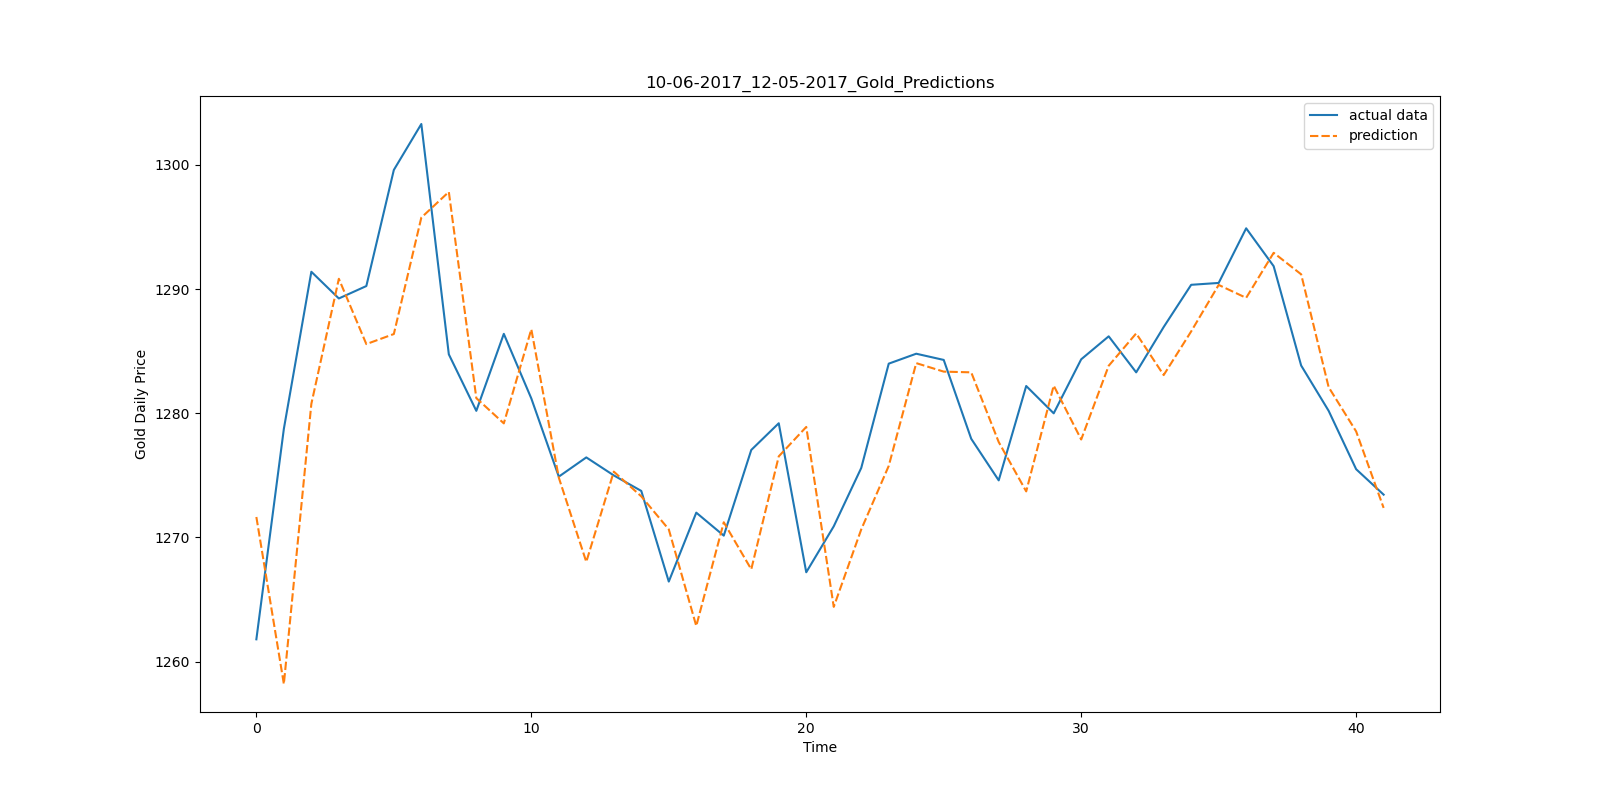 10-06-2017_12-05-2017_Gold_Predictions
actual data
prediction
Gold Daily Price
1300
1290
1280
1270
1260
0 10 20 30 40
Time